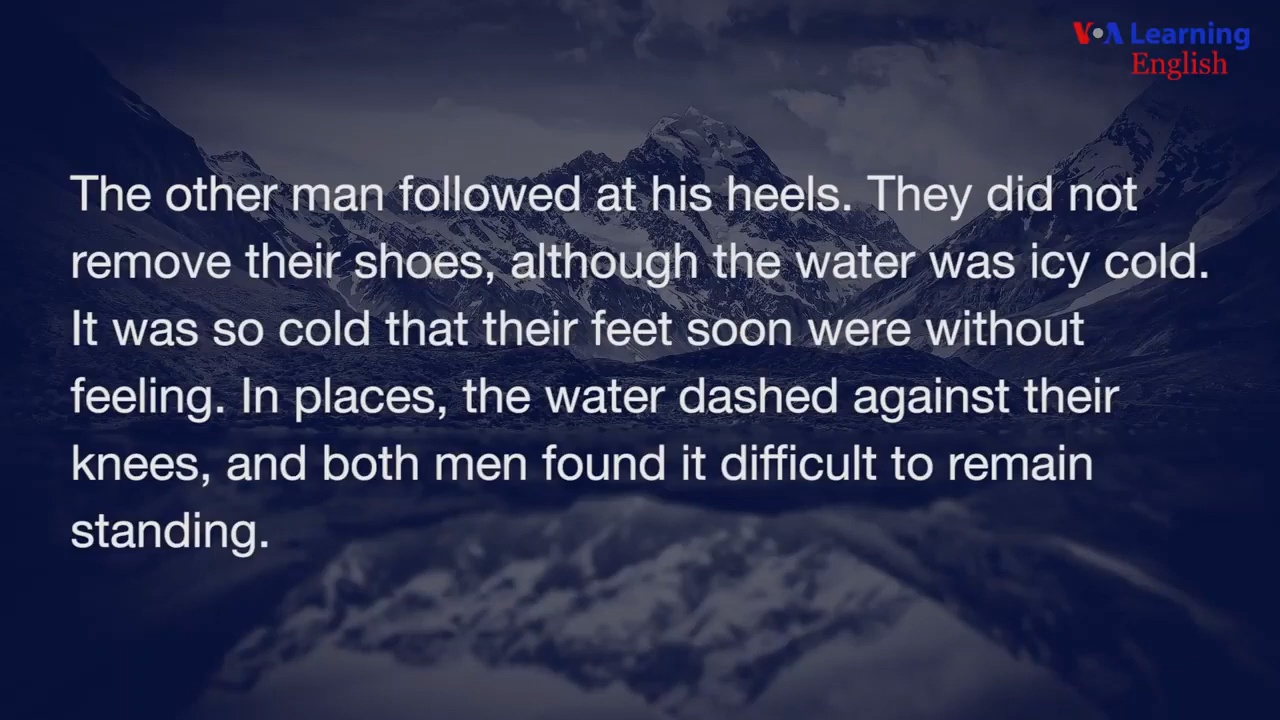 VOA Learning
English
The other man followed at his heels. They did not
remove their shoes, although the water was icy cold.
It was so cold that their feet soon were without
feeling. In places, the water dashed against their
knees, and both men found it difficult to remain
standing.